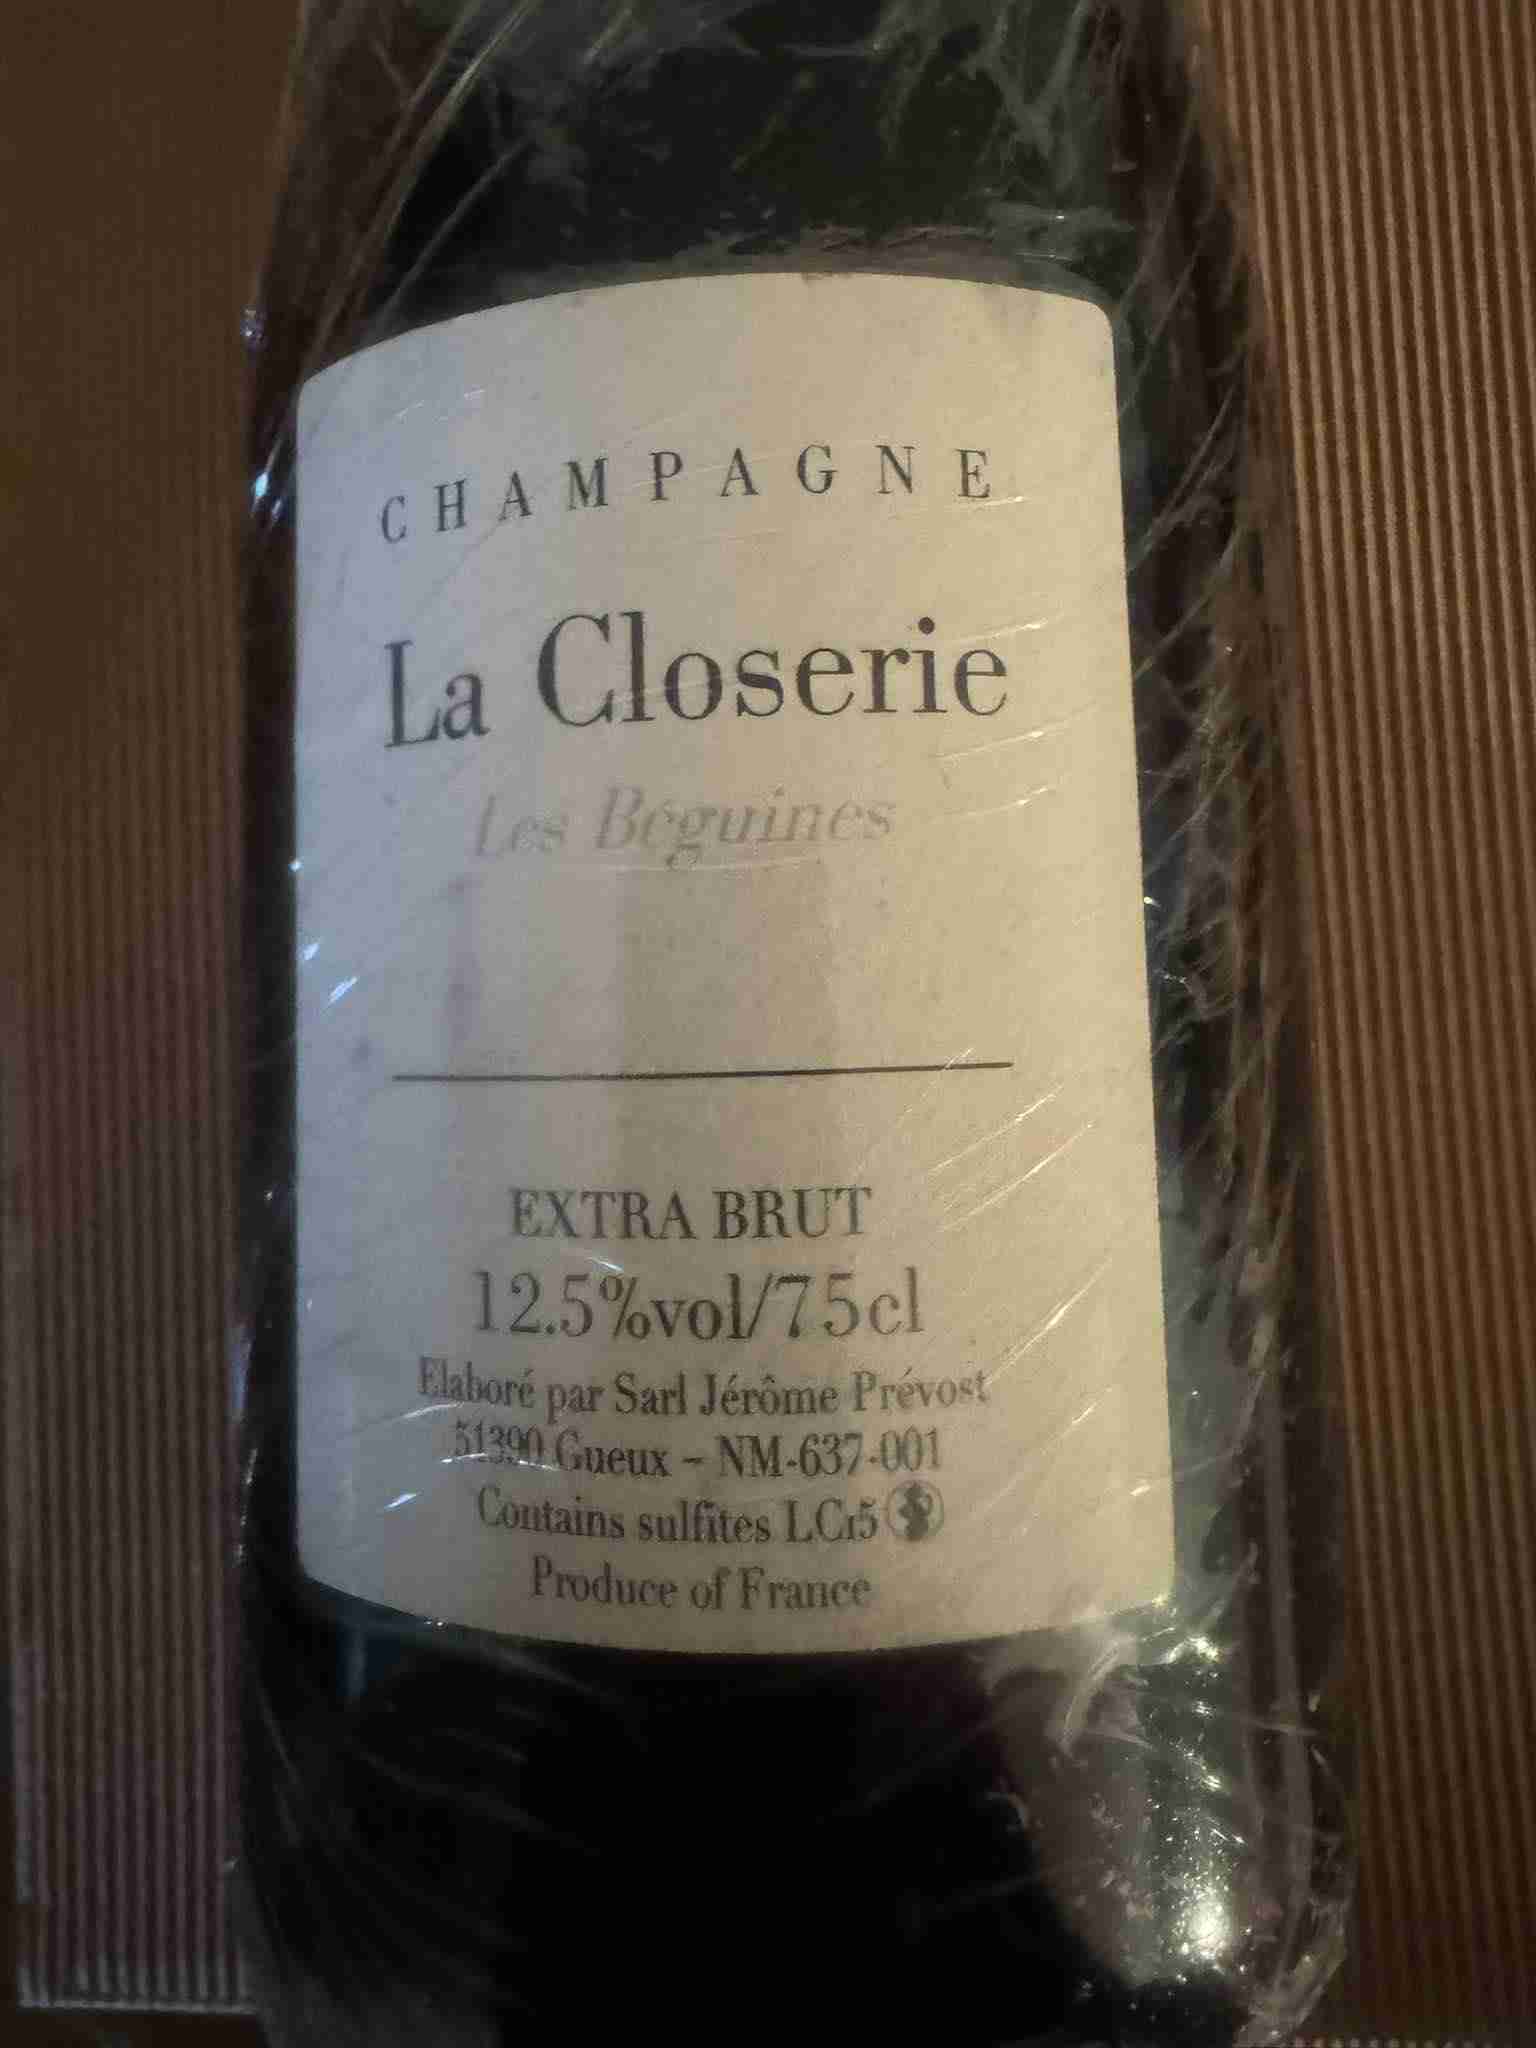 CHAMPAGNE
La Closerie
Les Béguines
EXTRA BRUT
12.5%vol/75cl
Elaboré par Sarl Jérôme Prévost
51390 Gueux – NM-637-001
Contains sulfites LC15
Produce of France